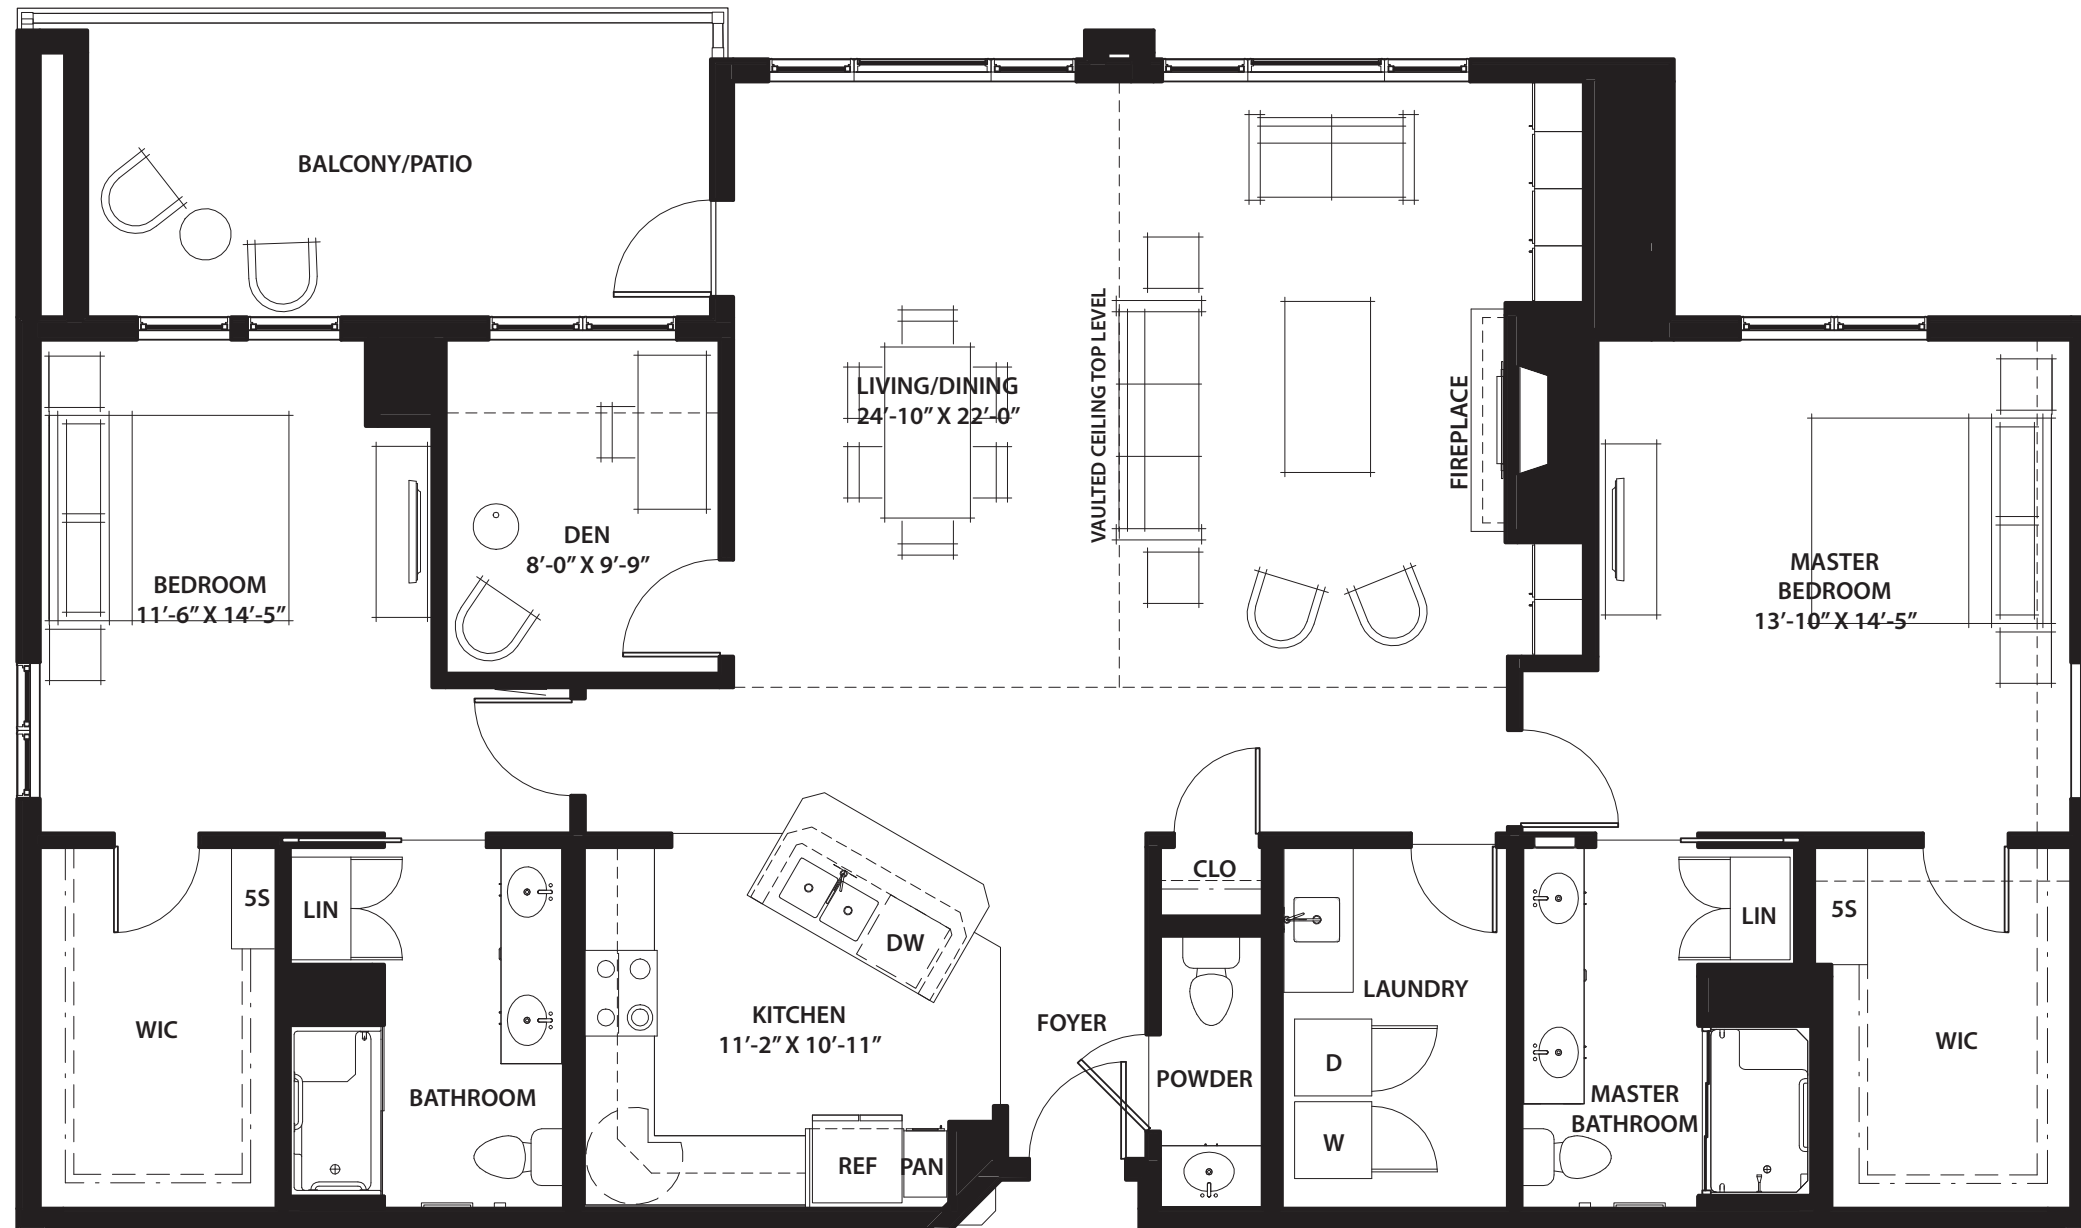 BALCONY/PATIO
LIVING/DINING
24’-10” X 22’-0”
VAULTED CEILING TOP LEVEL
FIREPLACE
DEN
8’-0” X 9’-9”
BEDROOM
11’-6” X 14’-5”
MASTER
BEDROOM
13’-10” X 14’-5”
5S
LIN
DW
CLO
LIN
5S
WIC
KITCHEN
11’-2” X 10’-11”
FOYER
LAUNDRY
WIC
BATHROOM
POWDER
D
MASTER
BATHROOM
W
REF
PAN